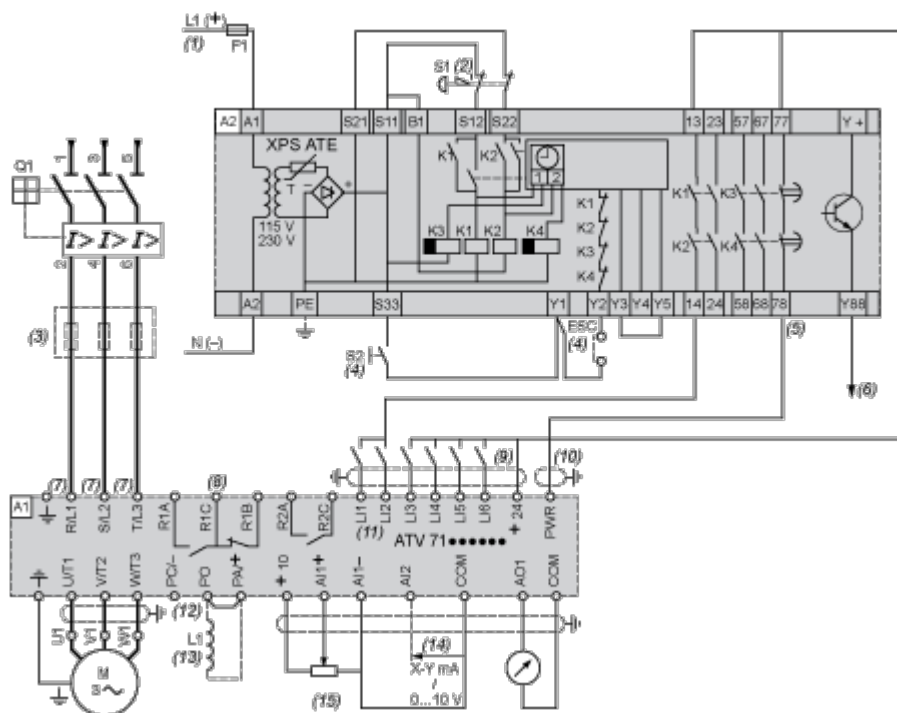 L1 (+)
(1)
F1
S1 (2)
A2 A1 S21 S11 B1 S12 S22 13 23 57 67 77 Y +
XPS ATE
T
+
115 V
230 V
K1 K2
1 2
K3 K1 K2 K4
K1
K2
K3
K4
K1 K3
K2 K4
A2 PE S33 Y1 Y2 Y3 Y4 Y5 14 24 58 68 78 Y88
Q1
1 3 5
I> I> I>
2 4 6
(3)
N (–)
S2
(4)
ESC
(4)
(5)
(6)
(7) (7) (7) (8) (9) (10)
A1
R/L1 S/L2 T/L3 R1A R1C R1B R2A R2C LI1 LI2 LI3 LI4 LI5 LI6 + 24 PWR
(11)
ATV 71••••••
U/T1 V/T2 W/T3 PC/– PO PA/+ + 10 AI1+ AI1– AI2 COM AO1 COM
(12)
U1 V1 W1
M
3 ~
L1
(13)
(14)
X-Y mA
/
0...10 V
(15)